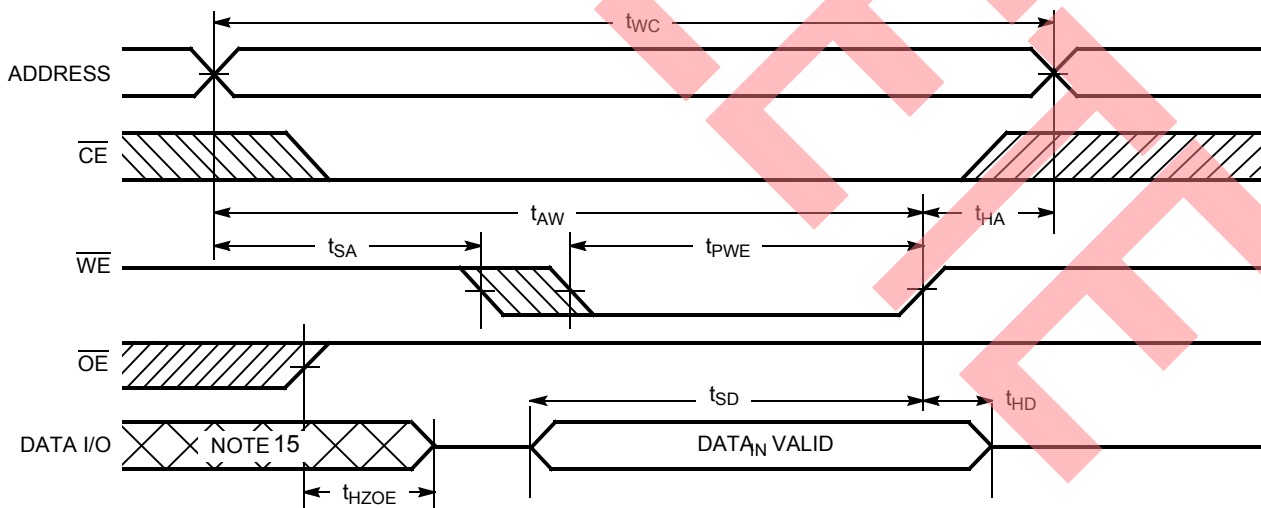 tWC
ADDRESS
CE
tAW
tHA
tSA
tPWE
WE
OE
tSD
tHD
DATA I/O
NOTE 15
DATAIN VALID
tHZOE